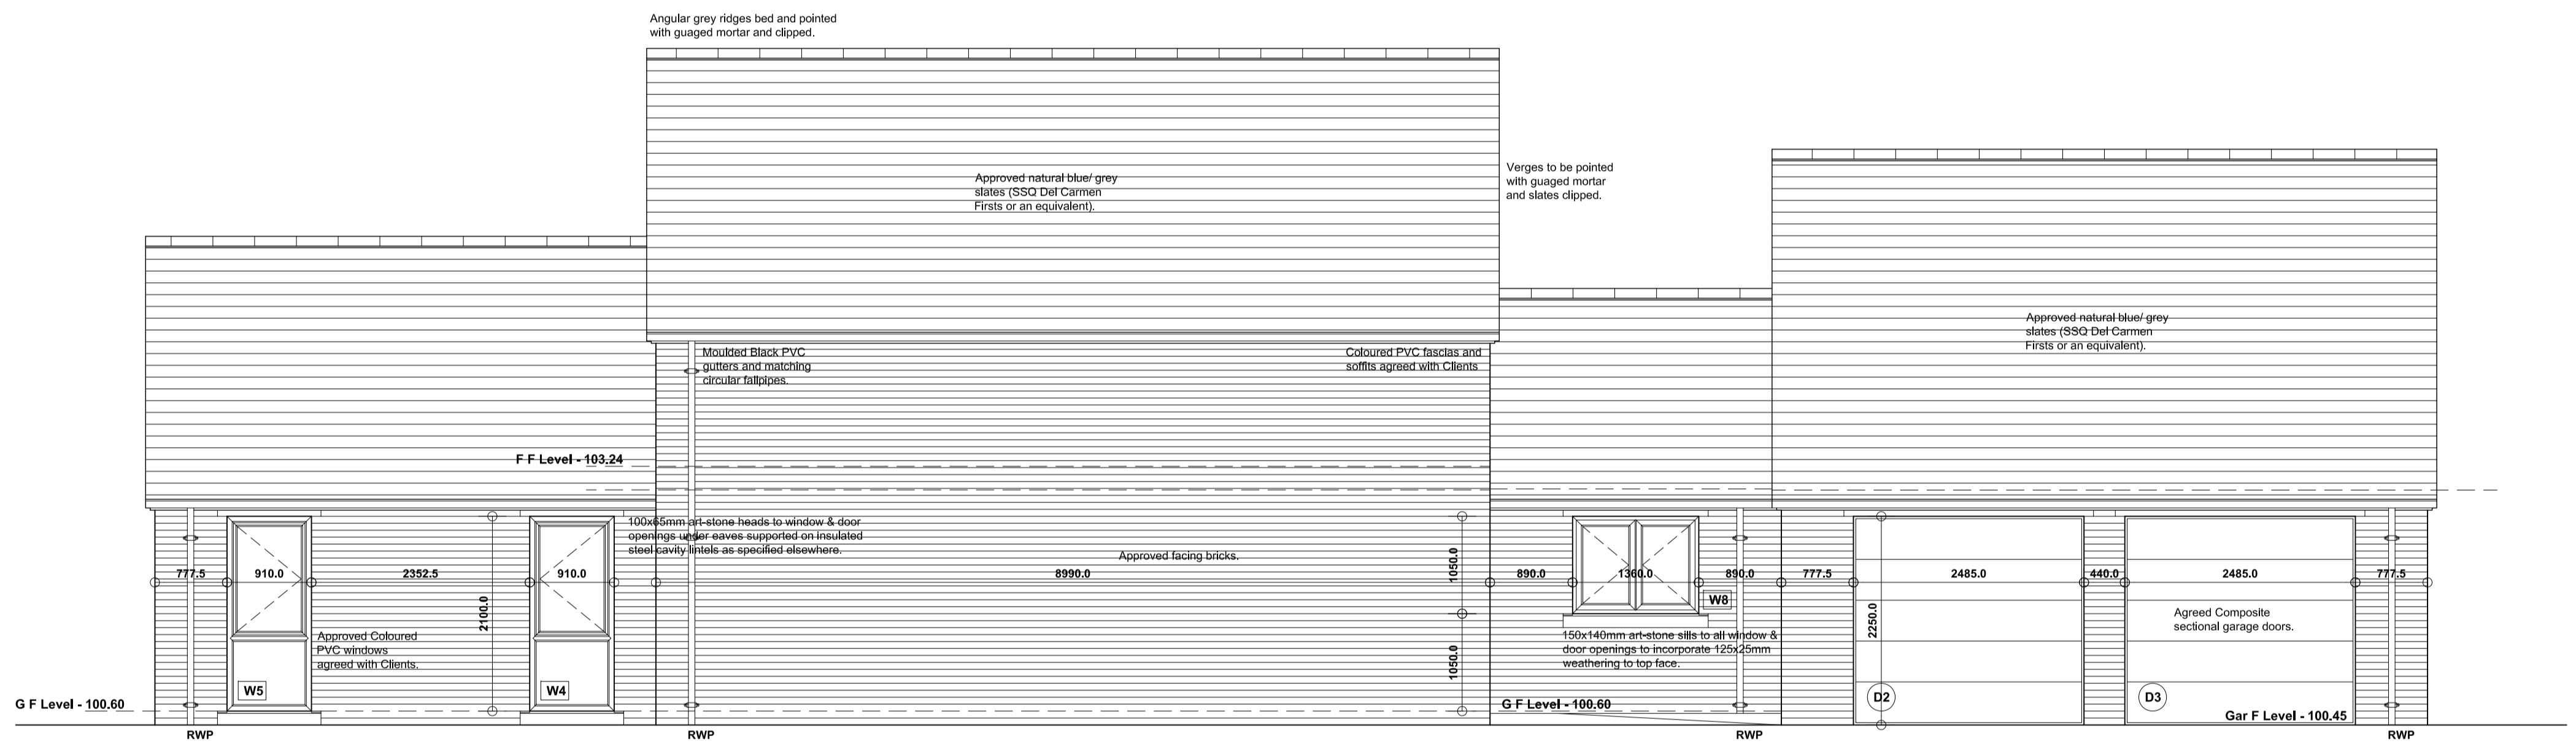 Angular grey ridges bed and pointed
with guaged mortar and clipped.
Approved natural blue/ grey
slates (SSQ Del Carmen
Firsts or an equivalent).
Verges to be pointed
with guaged mortar
and slates clipped.
Approved natural blue/ grey
slates (SSQ Del Carmen
Firsts or an equivalent).
Moulded Black PVC
gutters and matching
circular fallpipes.
Coloured PVC fascias and
soffits agreed with Clients
F F Level - 103.24
100x65mm art-stone heads to window & door
openings under eaves supported on insulated
steel cavity lintels as specified elsewhere.
Approved facing bricks.
777.5
910.0
2352.5
910.0
8990.0
890.0
1360.0
890.0
777.5
2485.0
440.0
2485.0
777.5
2100.0
1050.0
1050.0
2250.0
W8
Agreed Composite
sectional garage doors.
Approved Coloured
PVC windows
agreed with Clients.
150x140mm art-stone sills to all window &
door openings to incorporate 125x25mm
weathering to top face.
W5
W4
D2
D3
G F Level - 100.60
G F Level - 100.60
Gar F Level - 100.45
RWP
RWP
RWP
RWP